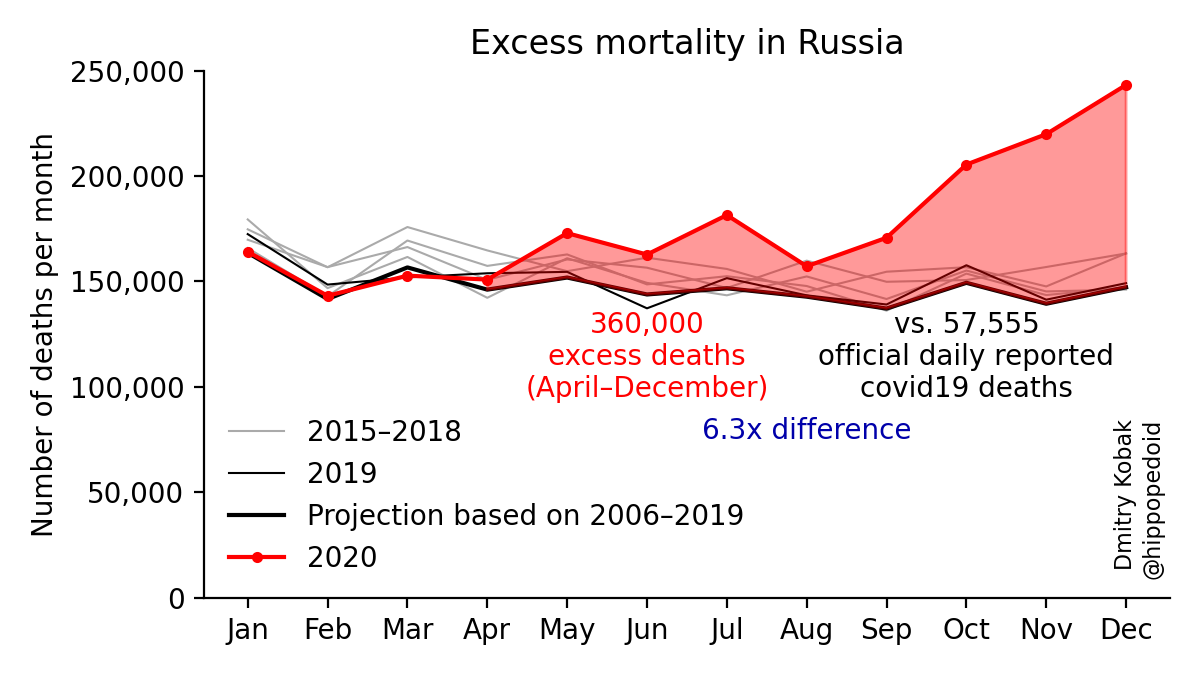 Excess mortality in Russia
Number of deaths per month
250,000
200,000
150,000
100,000
50,000
0
360,000
excess deaths
(April–December)
vs. 57,555
official daily reported
covid19 deaths
6.3x difference
2015–2018
2019
Projection based on 2006–2019
2020
Dmitry Kobak
@hippopedoid
Jan Feb Mar Apr May Jun Jul Aug Sep Oct Nov Dec